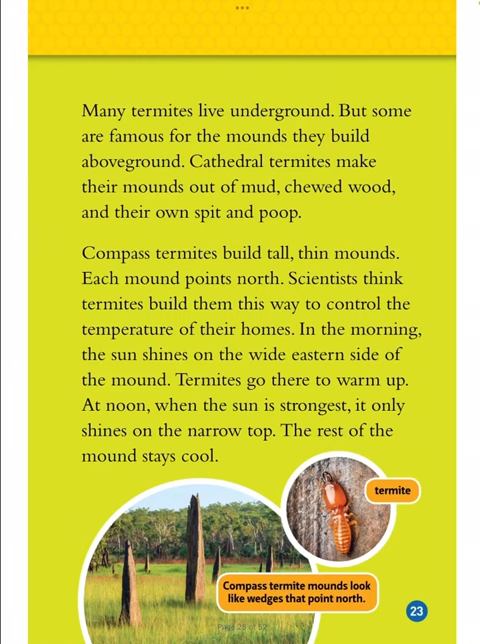 Many termites live underground. But some
are famous for the mounds they build
aboveground. Cathedral termites make
their mounds out of mud, chewed wood,
and their own spit and poop.
Compass termites build tall, thin mounds.
Each mound points north. Scientists think
termites build them this way to control the
temperature of their homes. In the morning,
the sun shines on the wide eastern side of
the mound. Termites go there to warm up.
At noon, when the sun is strongest, it only
shines on the narrow top. The rest of the
mound stays cool.
termite
Compass termite mounds look
like wedges that point north.
23
Page 25 of 52